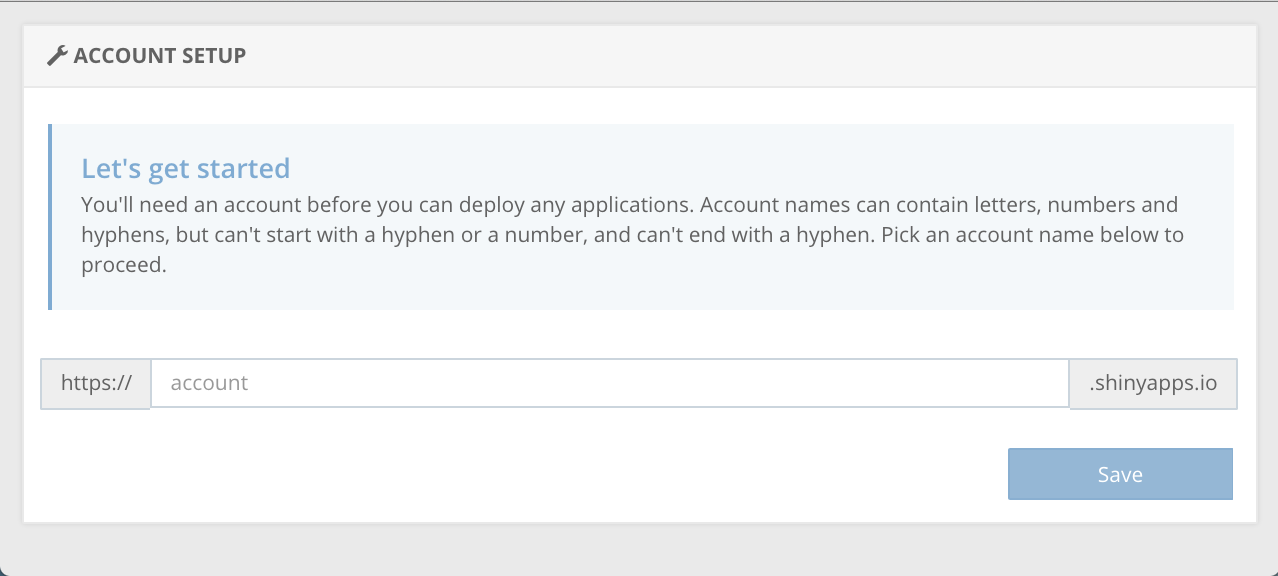 ACCOUNT SETUP
Let's get started
You'll need an account before you can deploy any applications. Account names can contain letters, numbers and
hyphens, but can't start with a hyphen or a number, and can't end with a hyphen. Pick an account name below to
proceed.
https:// account .shinyapps.io
Save